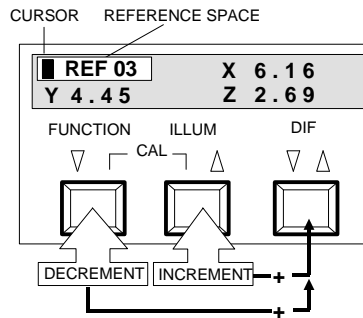 CURSOR REFERENCE SPACE
REF 03 X 6.16
Y 4.45 Z 2.69
FUNCTION ILLUM DIF
CAL
DECREMENT INCREMENT +
+